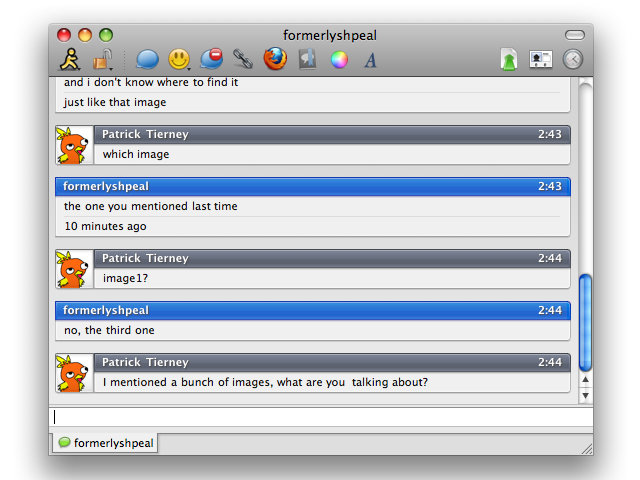 formerlyshpeal
A
and i don't know where to find it
just like that image
Patrick Tierney 2:43
which image
formerlyshpeal 2:43
the one you mentioned last time
10 minutes ago
Patrick Tierney 2:44
image1?
formerlyshpeal 2:44
no, the third one
Patrick Tierney 2:44
I mentioned a bunch of images, what are you  talking about?
formerlyshpeal